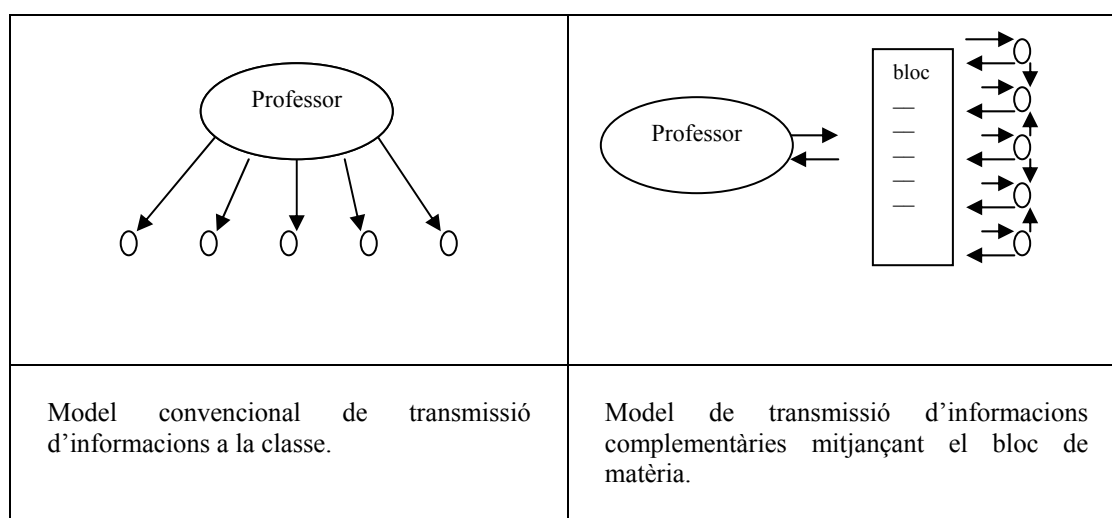 Professor
Professor
bloc
Model convencional de transmissió
d'informacions a la classe.
Model de transmissió d'informacions
complementàries mitjançant el bloc de
matèria.